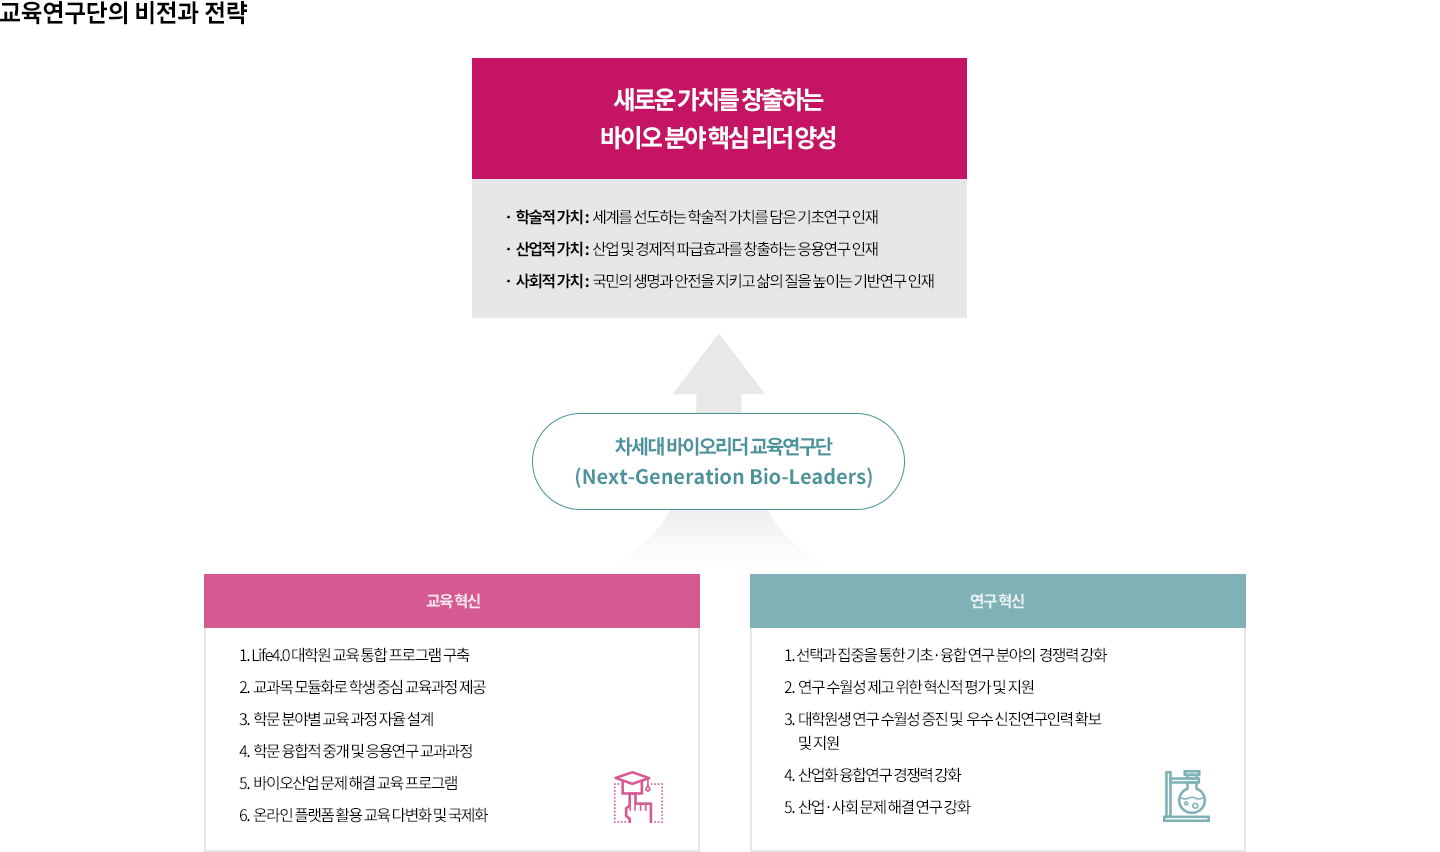 교육연구단의 비전과 전략
새로운 가치를 창출하는
바이오 분야 핵심 리더 양성
· 학술적 가치 : 세계를 선도하는 학술적 가치를 담은 기초연구 인재
· 산업적 가치 : 산업 및 경제적 파급효과를 창출하는 응용연구 인재
· 사회적 가치 : 국민의 생명과 안전을 지키고 삶의 질을 높이는 기반연구 인재
차세대 바이오리더 교육연구단
(Next-Generation Bio-Leaders)
교육 혁신
1. Life4.0 대학원 교육 통합 프로그램 구축
2. 교과목 모듈화로 학생 중심 교육과정 제공
3. 학문 분야별 교육 과정 자율 설계
4. 학문 융합적 중개 및 응용연구 교과과정
5. 바이오산업 문제 해결 교육 프로그램
6. 온라인 플랫폼 활용 교육 다변화 및 국제화
연구 혁신
1. 선택과 집중을 통한 기초·융합 연구 분야의 경쟁력 강화
2. 연구 수월성 제고 위한 혁신적 평가 및 지원
3. 대학원생 연구 수월성 증진 및 우수 신진연구인력 확보
및 지원
4. 산업화 융합연구 경쟁력 강화
5. 산업·사회 문제 해결 연구 강화